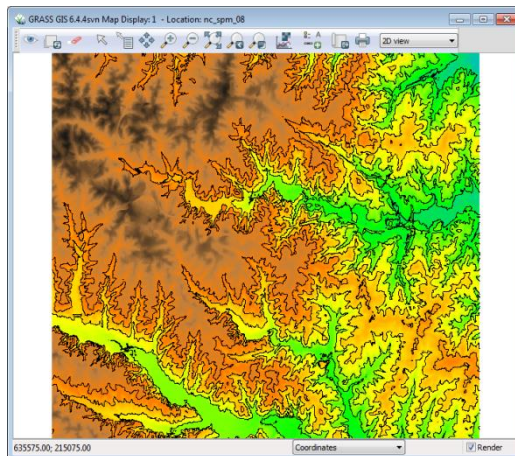 GRASS GIS 6.4.4svn Map Display: 1 - Location: nc_spm_08
2D view
635575.00; 215075.00
Coordinates
Render